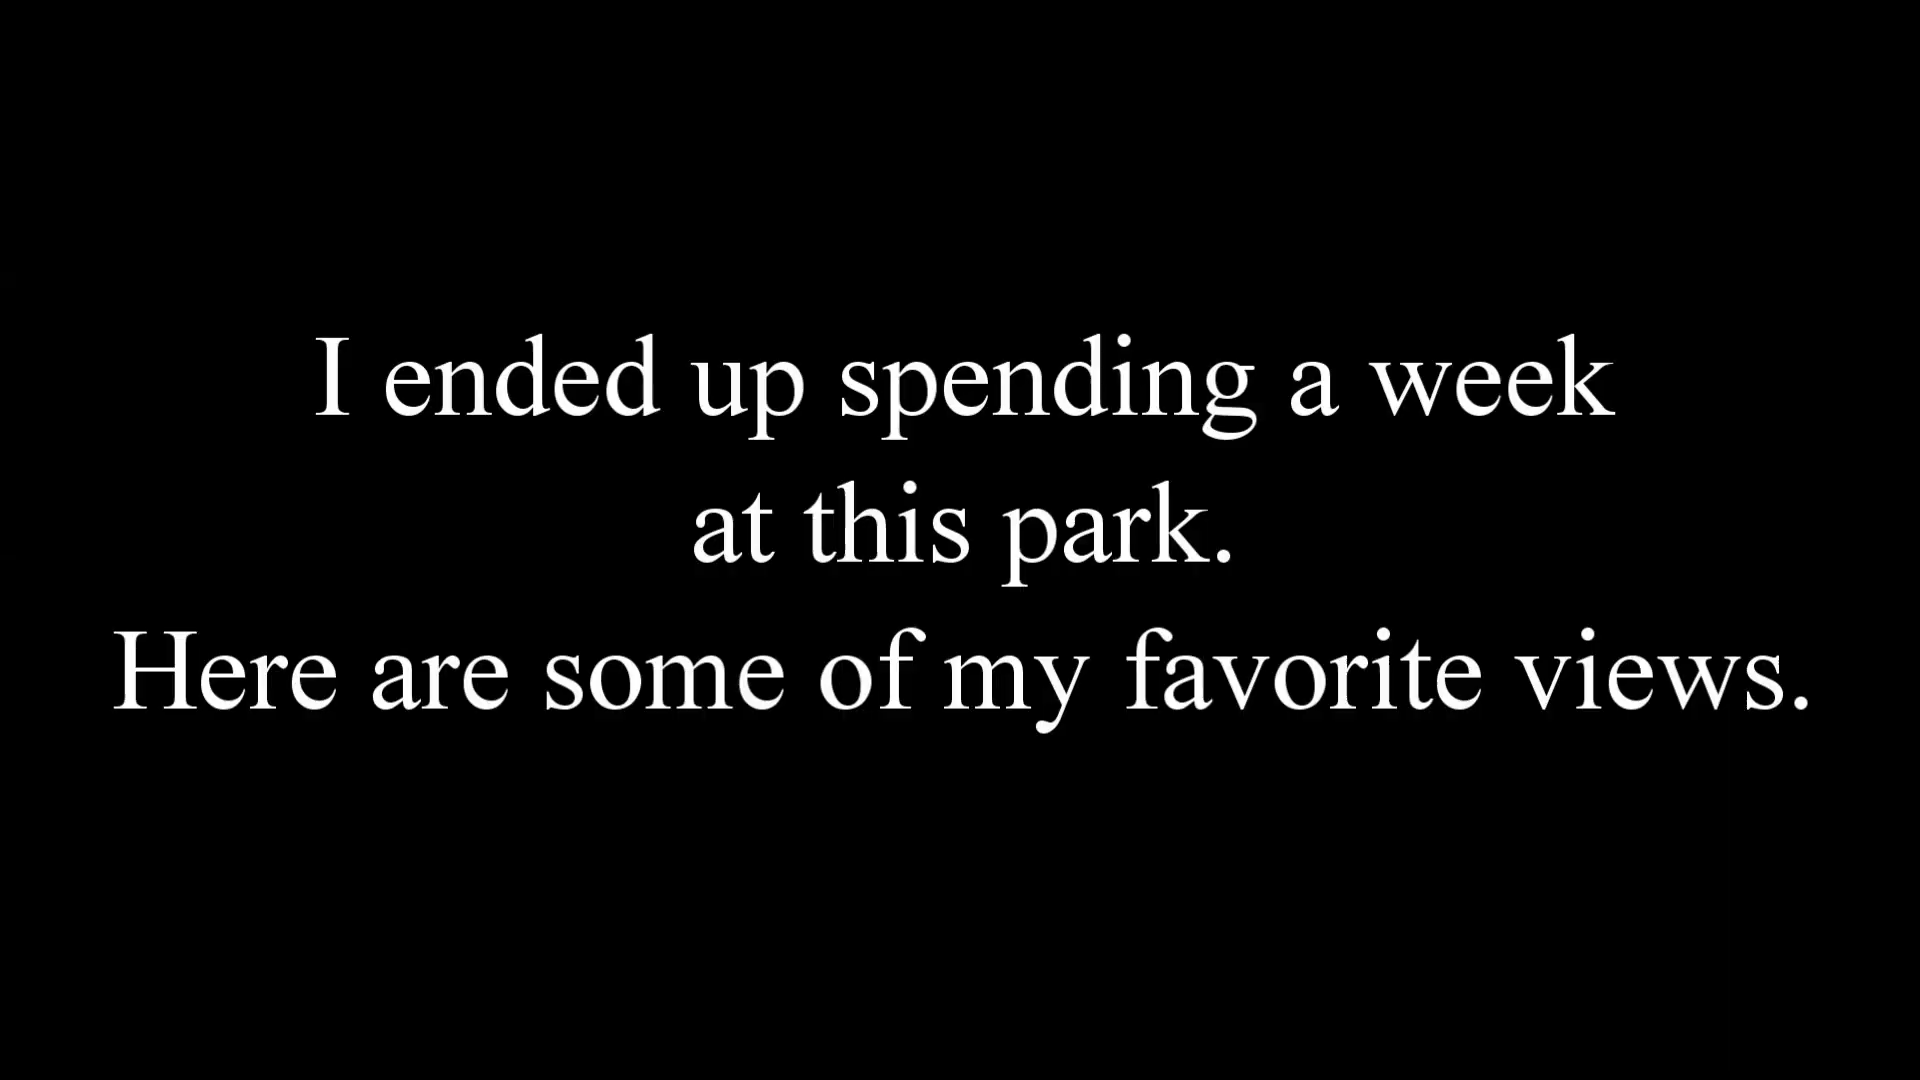 I ended up spending a week
at this park.
Here are some of my favorite views.